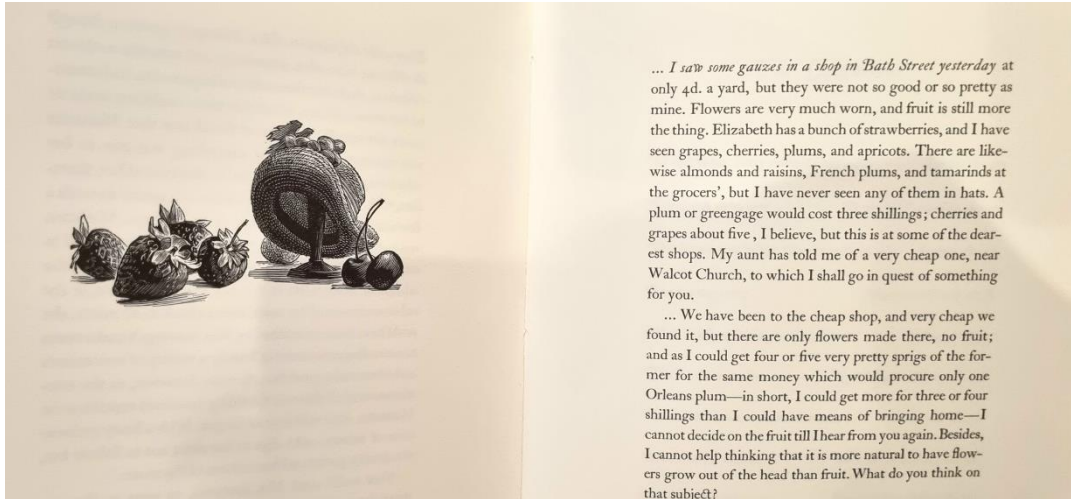 ... I saw some gauzes in a shop in Bath Street yesterday at
only 4d. a yard, but they were not so good or so pretty as
mine. Flowers are very much worn, and fruit is still more
the thing. Elizabeth has a bunch of strawberries, and I have
seen grapes, cherries, plums, and apricots. There are like-
wise almonds and raisins, French plums, and tamarinds at
the grocers', but I have never seen any of them in hats. A
plum or greengage would cost three shillings; cherries and
grapes about five , I believe, but this is at some of the dear-
est shops. My aunt has told me of a very cheap one, near
Walcot Church, to which I shall go in quest of something
for you.
... We have been to the cheap shop, and very cheap we
found it, but there are only flowers made there, no fruit;
and as I could get four or five very pretty sprigs of the for-
mer for the same money which would procure only one
Orleans plum—in short, I could get more for three or four
shillings than I could have means of bringing home—I
cannot decide on the fruit till I hear from you again. Besides,
I cannot help thinking that it is more natural to have flow-
ers grow out of the head than fruit. What do you think on
that subject?